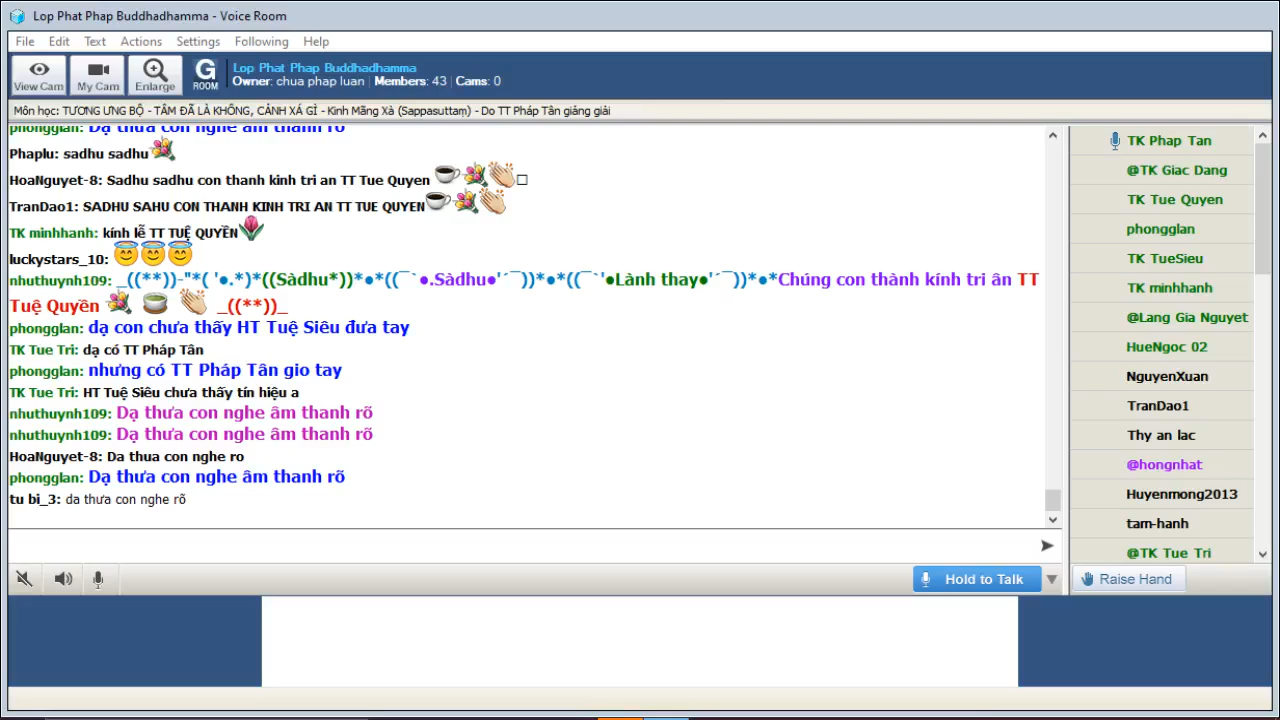 Lop Phat Phap Buddhadhamma - Voice Room
File Edit Text Actions Settings Following Help
View Cam My Cam Enlarge G ROOM
Lop Phat Phap Buddhadhamma
Owner: chua phap luan | Members: 43 | Cams: 0
Môn học: TƯƠNG ƯNG BỘ - TÂM ĐÃ LÀ KHÔNG, CẢNH XÁ GÌ - Kinh Mãng Xà (Sappasuttaṃ) - Do TT Pháp Tân giảng giải
phongglan: Dạ thưa con nghe âm thanh rõ
Phaplu: sadhu sadhu
HoaNguyet-8: Sadhu sadhu con thanh kinh tri an TT Tue Quyen
TranDao1: SADHU SAHU CON THANH KINH TRI AN TT TUE QUYEN
TK minhhanh: kính lễ TT TUỆ QUYỀN
luckystars_10:
nhuthuynh109: _((**))-"*( '●.*)*((Sàdhu*))*●*((¯`●.Sàdhu●'´¯))*●*((¯`'●Lành thay●'´¯))*●*Chúng con thành kính tri ân TT
Tuệ Quyền _((**))_
phongglan: dạ con chưa thấy HT Tuệ Siêu đưa tay
TK Tue Tri: dạ có TT Pháp Tân
phongglan: nhưng có TT Pháp Tân gio tay
TK Tue Tri: HT Tuệ Siêu chưa thấy tín hiệu a
nhuthuynh109: Dạ thưa con nghe âm thanh rõ
nhuthuynh109: Dạ thưa con nghe âm thanh rõ
HoaNguyet-8: Da thua con nghe ro
phongglan: Dạ thưa con nghe âm thanh rõ
tu bi_3: da thưa con nghe rõ
TK Phap Tan
@TK Giac Dang
TK Tue Quyen
phongglan
TK TueSieu
TK minhhanh
@Lang Gia Nguyet
HueNgoc 02
NguyenXuan
TranDao1
Thy an lac
@hongnhat
Huyenmong2013
tam-hanh
@TK Tue Tri
Hold to Talk
Raise Hand